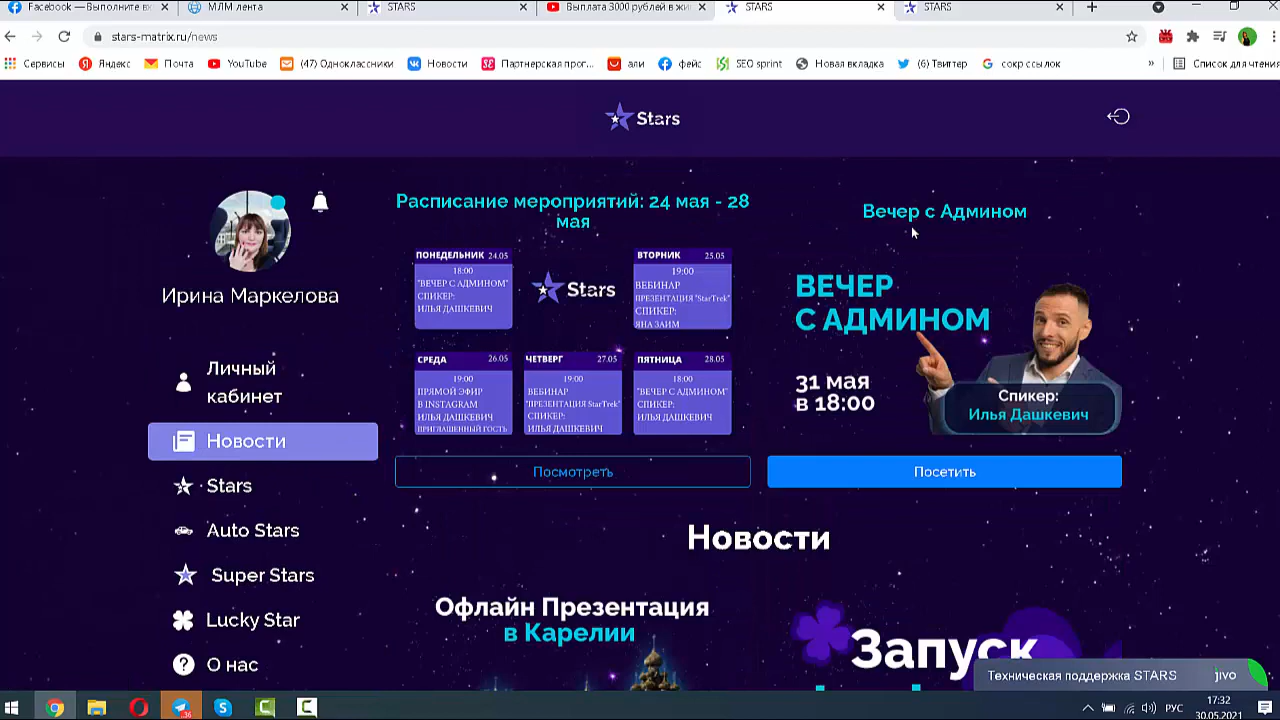 Facebook — Выполните вх
МЛМ лента
STARS
Выплата 3000 рублей в жи
STARS
STARS
stars-matrix.ru/news
Сервисы
Яндекс
Почта
YouTube
(47) Одноклассники
Новости
Партнерская прог...
али
фейс
SEO sprint
Новая вкладка
(6) Твиттер
сокр ссылок
»
Список для чтения
Stars
Ирина Маркелова
Личный
кабинет
Новости
Stars
Auto Stars
Super Stars
Lucky Star
О нас
Расписание мероприятий: 24 мая - 28
мая
ПОНЕДЕЛЬНИК 24.05
18:00
"ВЕЧЕР С АДМИНОМ"
СПИКЕР:
ИЛЬЯ ДАШКЕВИЧ
Stars
ВТОРНИК 25.05
19:00
ВЕБИНАР
ПРЕЗЕНТАЦИЯ "StarTrek"
СПИКЕР:
ЯНА ЗАИМ
СРЕДА 26.05
19:00
ПРЯМОЙ ЭФИР
В INSTAGRAM
ИЛЬЯ ДАШКЕВИЧ
ПРИГЛАШЕННЫЙ ГОСТЬ
ЧЕТВЕРГ 27.05
19:00
ВЕБИНАР
"ПРЕЗЕНТАЦИЯ StarTrek"
СПИКЕР:
ИЛЬЯ ДАШКЕВИЧ
ПЯТНИЦА 28.05
18:00
"ВЕЧЕР С АДМИНОМ"
СПИКЕР:
ИЛЬЯ ДАШКЕВИЧ
Посмотреть
Вечер с Админом
ВЕЧЕР
С АДМИНОМ
31 мая
в 18:00
Спикер:
Илья Дашкевич
Посетить
Новости
Офлайн Презентация
в Карелии
Запуск
Техническая поддержка STARS
jivo
36
РУС
17:32
30.05.2021